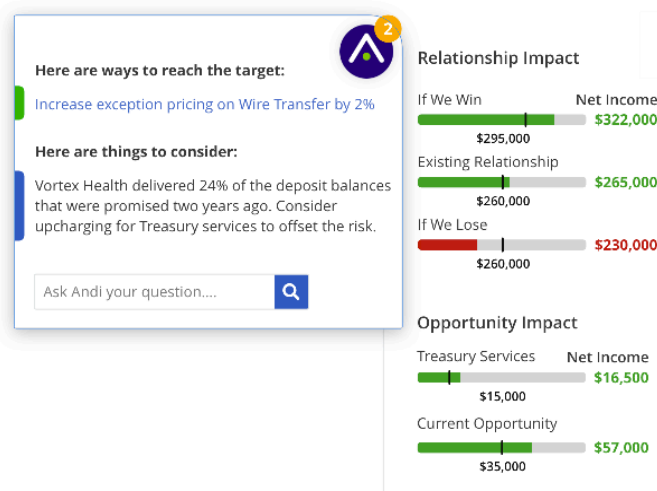 2
Here are ways to reach the target:
Increase exception pricing on Wire Transfer by 2%
Here are things to consider:
Vortex Health delivered 24% of the deposit balances
that were promised two years ago. Consider
upcharging for Treasury services to offset the risk.
Ask Andi your question....
Relationship Impact
If We Win Net Income
$322,000
$295,000
Existing Relationship
$265,000
$260,000
If We Lose
$230,000
$260,000
Opportunity Impact
Treasury Services Net Income
$16,500
$15,000
Current Opportunity
$57,000
$35,000